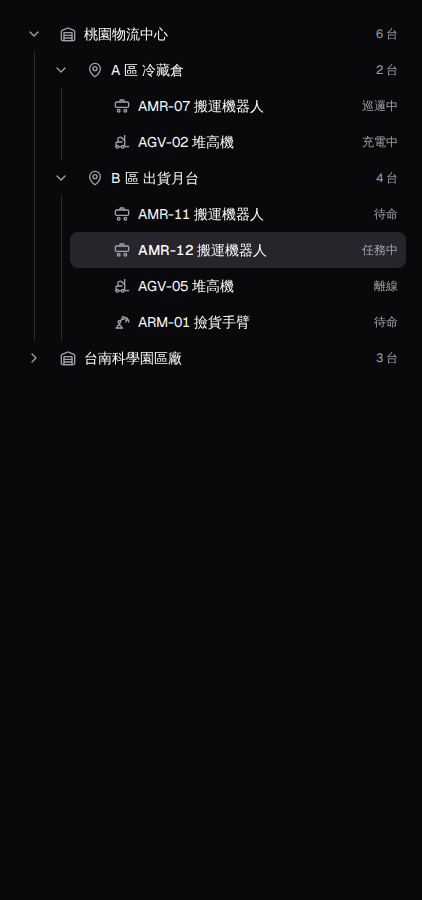 桃園物流中心 6 台
A 區 冷藏倉 2 台
AMR-07 搬運機器人 巡邏中
AGV-02 堆高機 充電中
B 區 出貨月台 4 台
AMR-11 搬運機器人 待命
AMR-12 搬運機器人 任務中
AGV-05 堆高機 離線
ARM-01 撿貨手臂 待命
台南科學園區廠 3 台